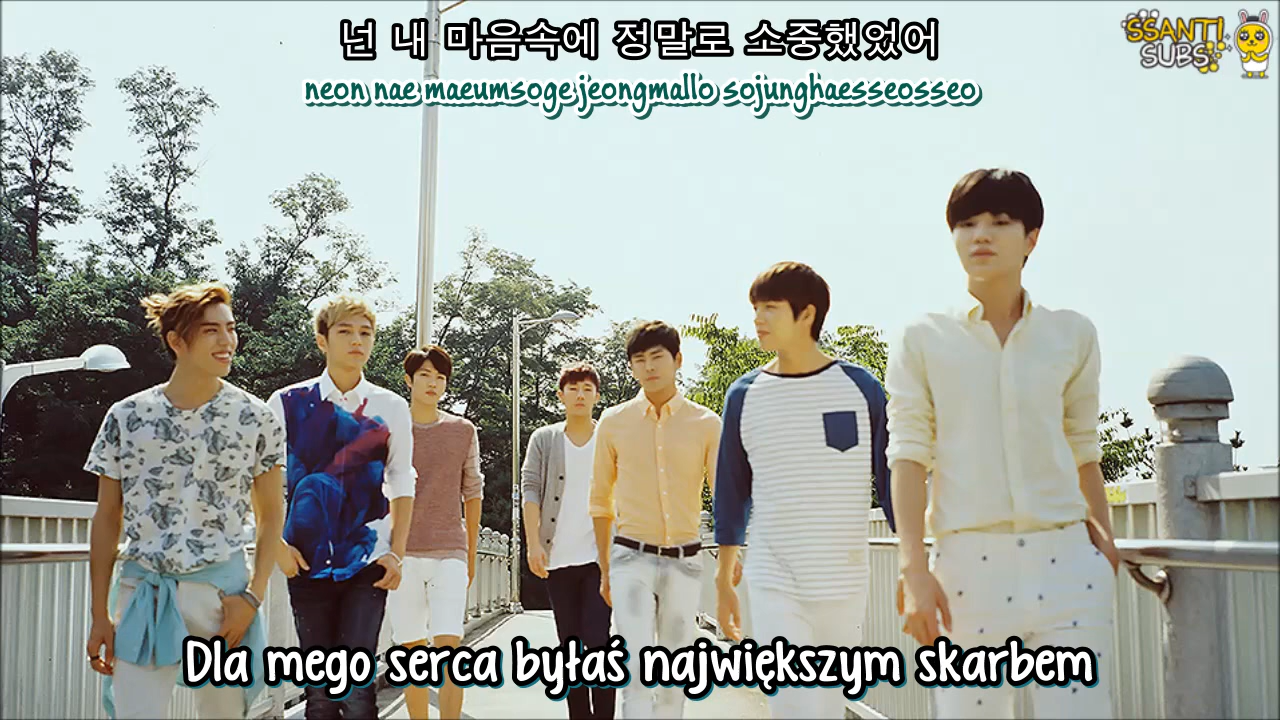 넌 내 마음속에 정말로 소중했었어
neon nae maeumsoge jeongmallo sojunghaesseosseo
SSANTI
SUBS
Dla mego serca byłaś największym skarbem